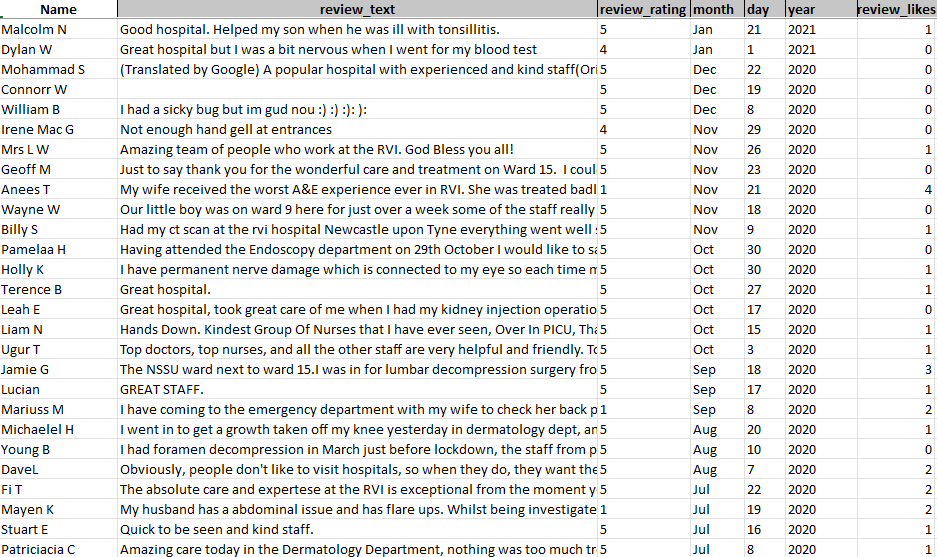 Name review_text review_rating month day year review_likes
Malcolm N Good hospital. Helped my son when he was ill with tonsillitis. 5 Jan 21 2021 1
Dylan W Great hospital but I was a bit nervous when I went for my blood test 4 Jan 1 2021 0
Mohammad S (Translated by Google) A popular hospital with experienced and kind staff(Ori 5 Dec 22 2020 0
Connorr W 5 Dec 19 2020 0
William B I had a sicky bug but im gud nou :) :) :): ): 5 Dec 8 2020 0
Irene Mac G Not enough hand gell at entrances 4 Nov 29 2020 0
Mrs L W Amazing team of people who work at the RVI. God Bless you all! 5 Nov 26 2020 1
Geoff M Just to say thank you for the wonderful care and treatment on Ward 15. I coul 5 Nov 23 2020 0
Anees T My wife received the worst A&E experience ever in RVI. She was treated badl 1 Nov 21 2020 4
Wayne W Our little boy was on ward 9 here for just over a week some of the staff really 5 Nov 18 2020 0
Billy S Had my ct scan at the rvi hospital Newcastle upon Tyne everything went well 5 Nov 9 2020 1
Pamelaa H Having attended the Endoscopy department on 29th October I would like to sa 5 Oct 30 2020 0
Holly K I have permanent nerve damage which is connected to my eye so each time m 5 Oct 30 2020 1
Terence B Great hospital. 5 Oct 27 2020 1
Leah E Great hospital, took great care of me when I had my kidney injection operatio 5 Oct 17 2020 0
Liam N Hands Down. Kindest Group Of Nurses that I have ever seen, Over In PICU, Tha 5 Oct 15 2020 1
Ugur T Top doctors, top nurses, and all the other staff are very helpful and friendly. To 5 Oct 3 2020 1
Jamie G The NSSU ward next to ward 15.I was in for lumbar decompression surgery fro 5 Sep 18 2020 3
Lucian GREAT STAFF. 5 Sep 17 2020 1
Mariuss M I have coming to the emergency department with my wife to check her back p 1 Sep 8 2020 2
Michaelel H I went in to get a growth taken off my knee yesterday in dermatology dept, an 5 Aug 20 2020 1
Young B I had foramen decompression in March just before lockdown, the staff from p 5 Aug 10 2020 0
DaveL Obviously, people don't like to visit hospitals, so when they do, they want the 5 Aug 7 2020 2
Fi T The absolute care and expertese at the RVI is exceptional from the moment y 5 Jul 22 2020 2
Mayen K My husband has a abdominal issue and has flare ups. Whilst being investigate 1 Jul 19 2020 2
Stuart E Quick to be seen and kind staff. 5 Jul 16 2020 1
Patriciacia C Amazing care today in the Dermatology Department, nothing was too much tr 5 Jul 8 2020 1